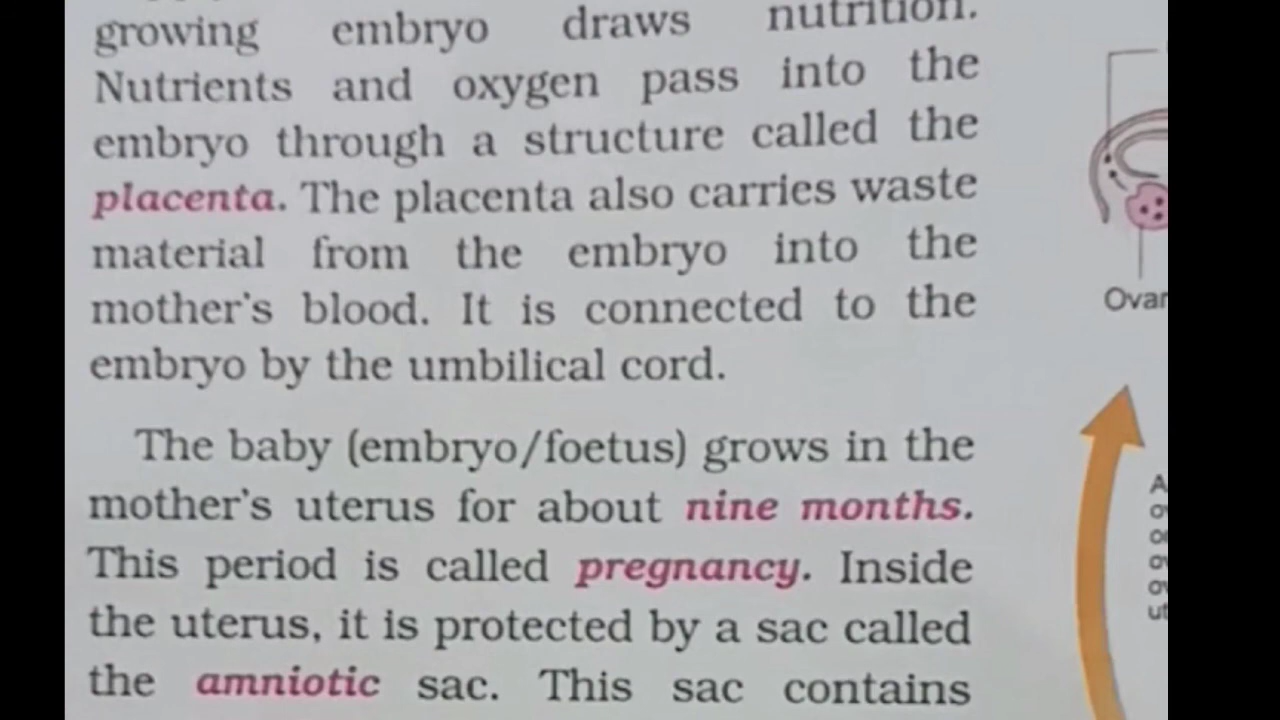 growing embryo draws nutrition.
Nutrients and oxygen pass into the
embryo through a structure called the
placenta. The placenta also carries waste
material from the embryo into the
mother's blood. It is connected to the
embryo by the umbilical cord.
The baby (embryo/foetus) grows in the
mother's uterus for about nine months.
This period is called pregnancy. Inside
the uterus, it is protected by a sac called
the amniotic sac. This sac contains